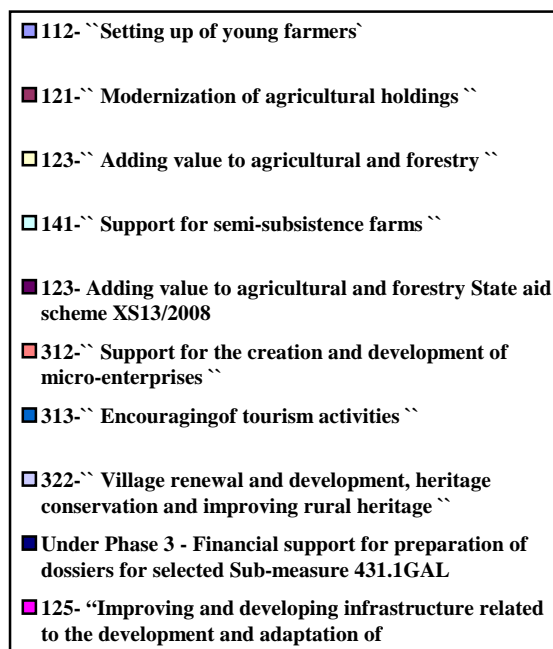 112- ``Setting up of young farmers`
121-`` Modernization of agricultural holdings ``
123-`` Adding value to agricultural and forestry ``
141-`` Support for semi-subsistence farms ``
123- Adding value to agricultural and forestry State aid
scheme XS13/2008
312-`` Support for the creation and development of
micro-enterprises ``
313-`` Encouragingof tourism activities ``
322-`` Village renewal and development, heritage
conservation and improving rural heritage ``
Under Phase 3 - Financial support for preparation of
dossiers for selected Sub-measure 431.1GAL
125- “Improving and developing infrastructure related
to the development and adaptation of